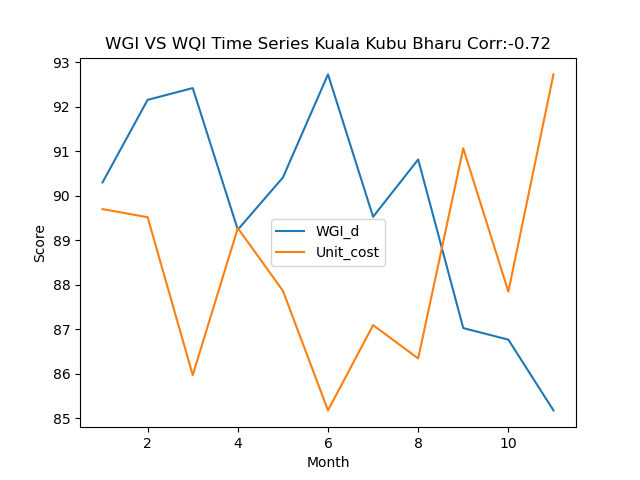 WGI VS WQI Time Series Kuala Kubu Bharu Corr:-0.72
93
92
91
90
89
88
87
86
85
Score
WGI_d
Unit_cost
2 4 6 8 10
Month